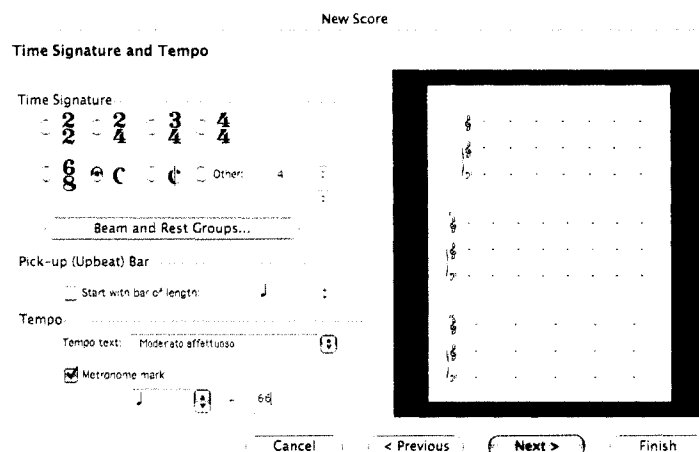 New Score
Time Signature and Tempo
Time Signature
2/2 2/4 3/4 4/4
6/8 C ¢ Other: 4
Beam and Rest Groups...
Pick-up (Upbeat) Bar
Start with bar of length:
Tempo
Tempo text: Moderato affettuoso
Metronome mark
66
Cancel < Previous Next > Finish